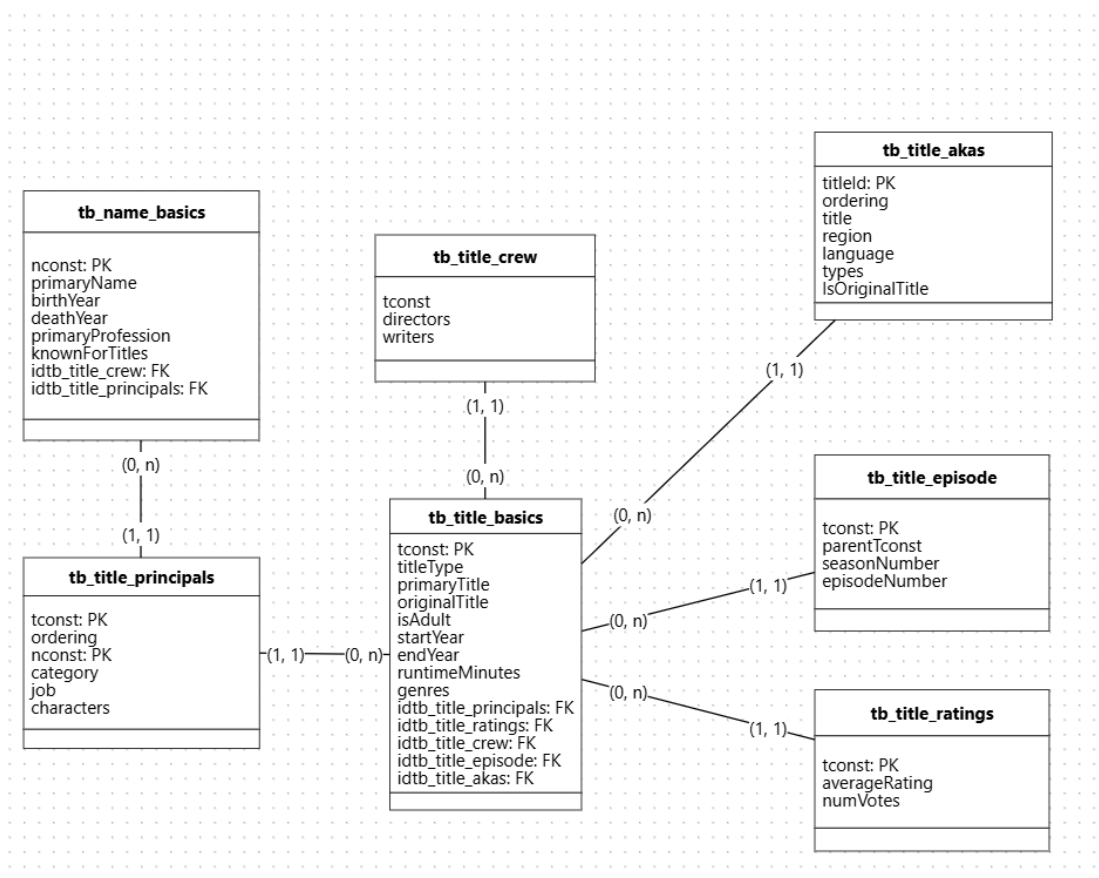 tb_name_basics
nconst: PK
primaryName
birthYear
deathYear
primaryProfession
knownForTitles
idtb_title_crew: FK
idtb_title_principals: FK
(0, n)
(1, 1)
tb_title_principals
tconst: PK
ordering
nconst: PK
category
job
characters
(1, 1)
(0, n)
tb_title_crew
tconst
directors
writers
(1, 1)
(0, n)
tb_title_basics
tconst: PK
titleType
primaryTitle
originalTitle
isAdult
startYear
endYear
runtimeMinutes
genres
idtb_title_principals: FK
idtb_title_ratings: FK
idtb_title_crew: FK
idtb_title_episode: FK
idtb_title_akas: FK
tb_title_akas
titleId: PK
ordering
title
region
language
types
IsOriginalTitle
(1, 1)
(0, n)
tb_title_episode
tconst: PK
parentTconst
seasonNumber
episodeNumber
(1, 1)
(0, n)
tb_title_ratings
tconst: PK
averageRating
numVotes
(0, n)
(1, 1)